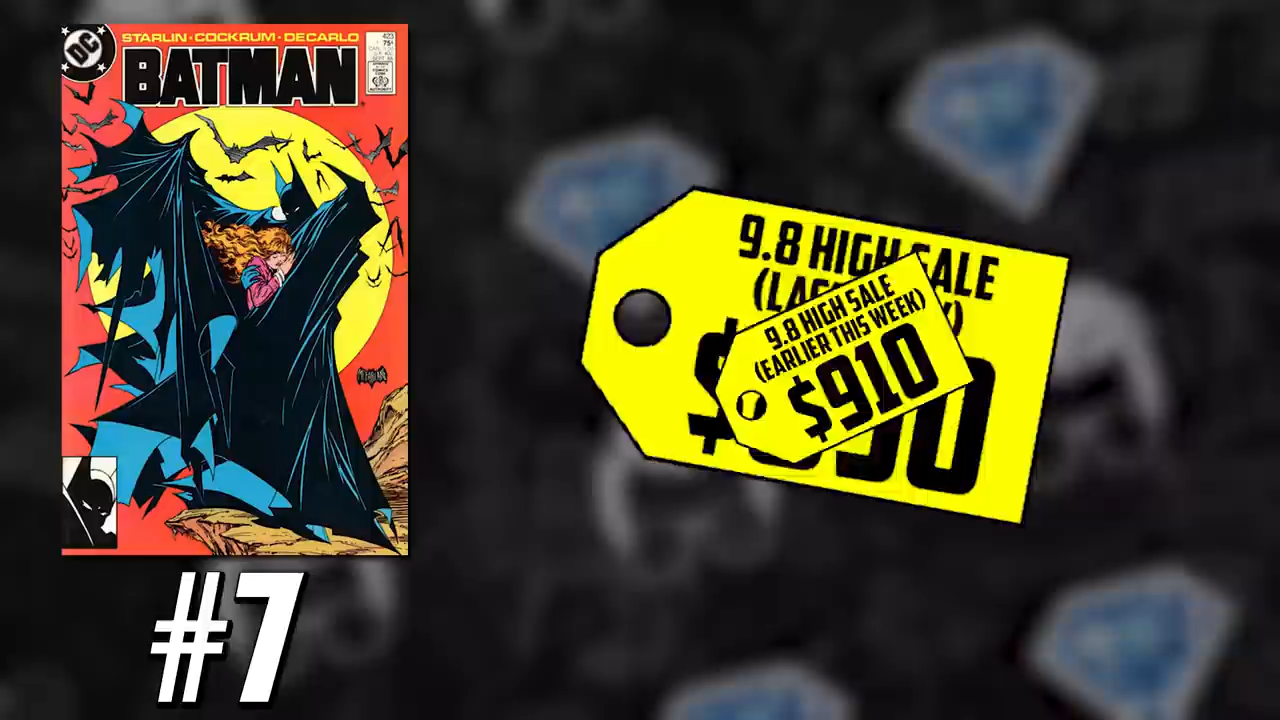 STARLIN · COCKRUM · DECARLO
DC
BATMAN
423
75¢
#7
9.8 HIGH SALE
9.8 HIGH SALE
(EARLIER THIS WEEK)
$910